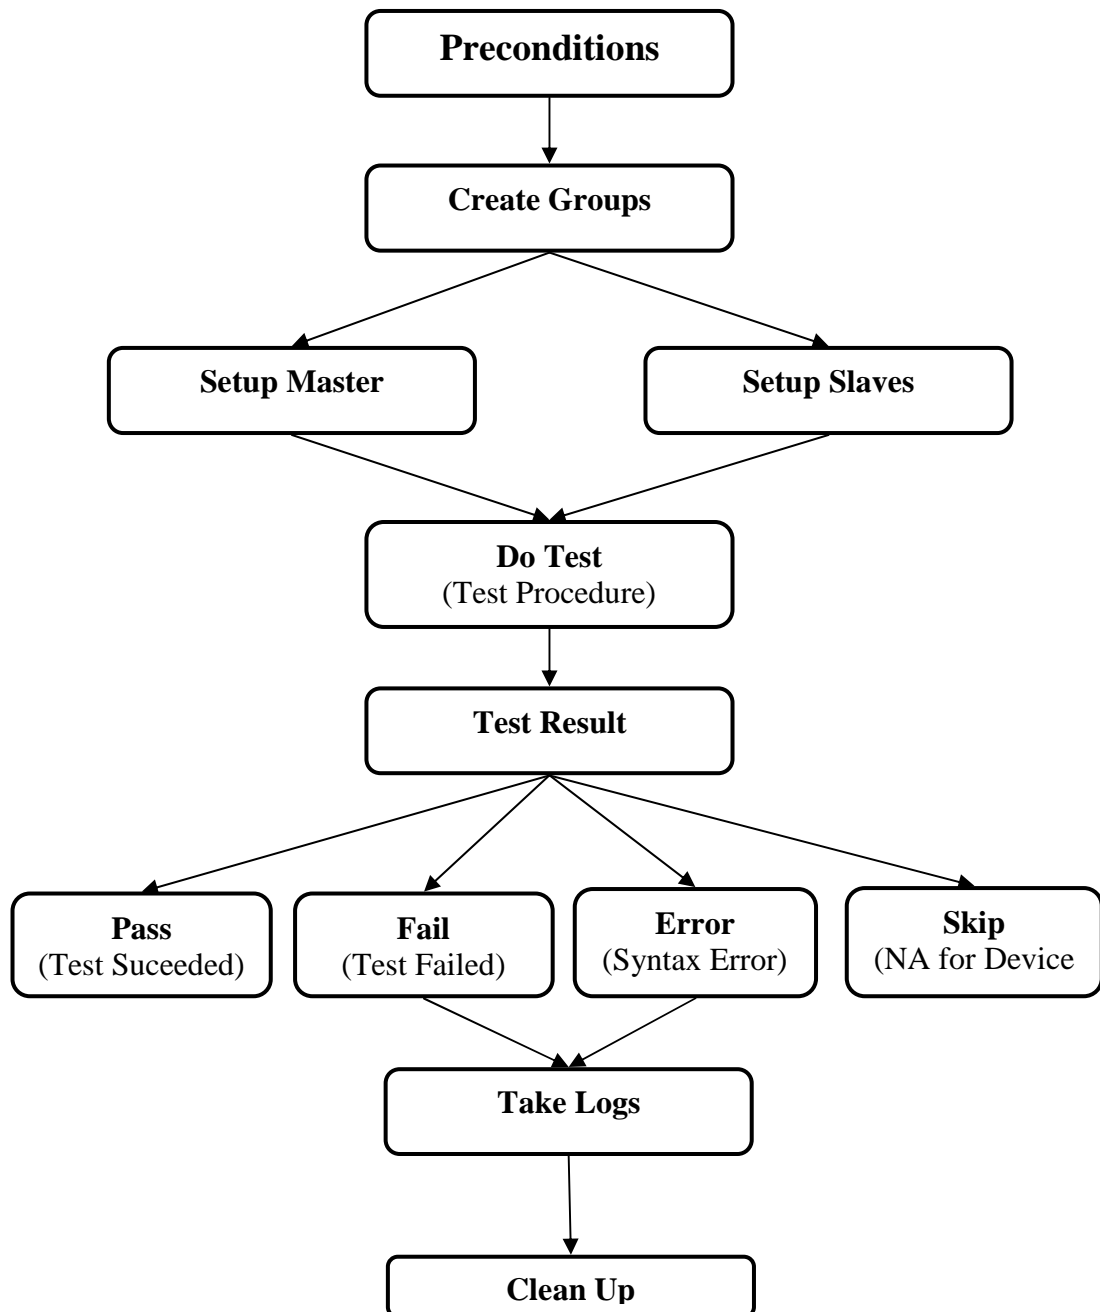 Preconditions
Create Groups
Setup Master
Setup Slaves
Do Test
(Test Procedure)
Test Result
Pass
(Test Suceeded)
Fail
(Test Failed)
Error
(Syntax Error)
Skip
(NA for Device
Take Logs
Clean Up